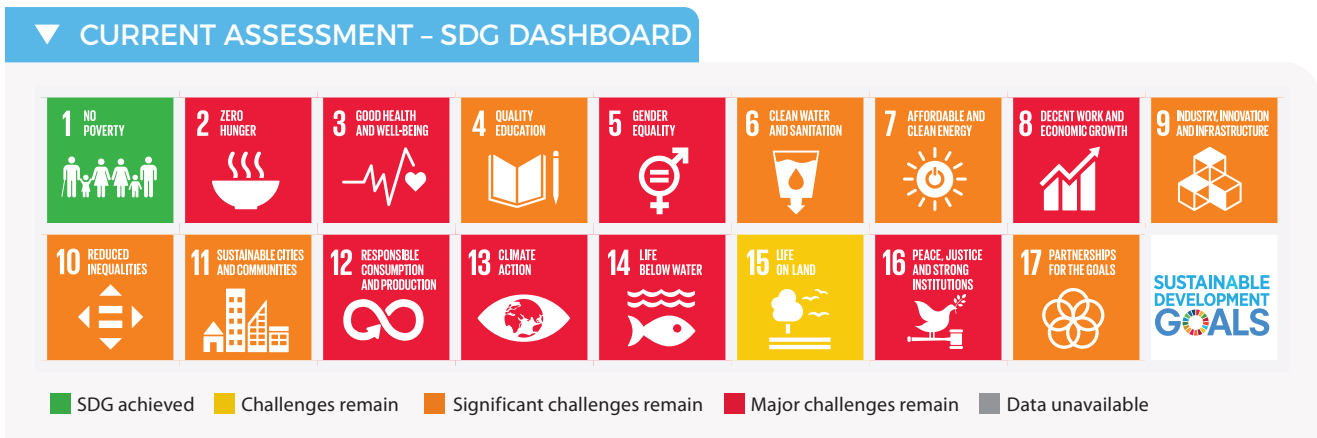 CURRENT ASSESSMENT – SDG DASHBOARD
1 NO
POVERTY
2 ZERO
HUNGER
3 GOOD HEALTH
AND WELL-BEING
4 QUALITY
EDUCATION
5 GENDER
EQUALITY
6 CLEAN WATER
AND SANITATION
7 AFFORDABLE AND
CLEAN ENERGY
8 DECENT WORK AND
ECONOMIC GROWTH
9 INDUSTRY, INNOVATION
AND INFRASTRUCTURE
10 REDUCED
INEQUALITIES
11 SUSTAINABLE CITIES
AND COMMUNITIES
12 RESPONSIBLE
CONSUMPTION
AND PRODUCTION
13 CLIMATE
ACTION
14 LIFE
BELOW WATER
15 LIFE
ON LAND
16 PEACE, JUSTICE
AND STRONG
INSTITUTIONS
17 PARTNERSHIPS
FOR THE GOALS
SUSTAINABLE
DEVELOPMENT
GOALS
SDG achieved
Challenges remain
Significant challenges remain
Major challenges remain
Data unavailable